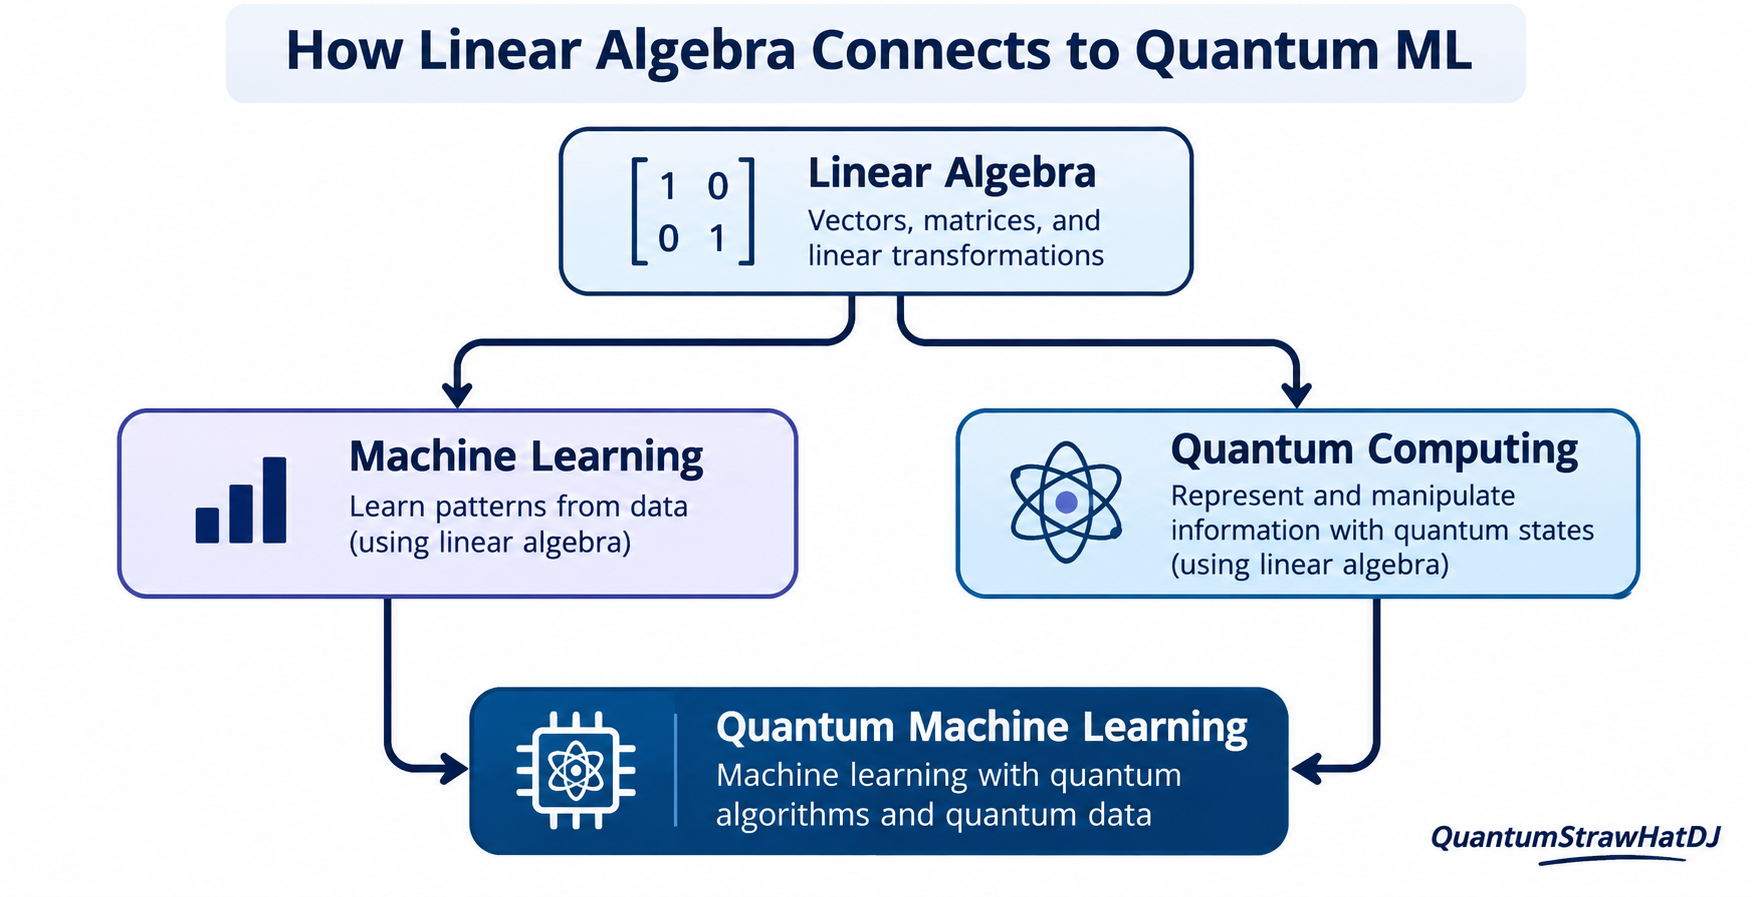 How Linear Algebra Connects to Quantum ML
1 0
0 1
Linear Algebra
Vectors, matrices, and
linear transformations
Machine Learning
Learn patterns from data
(using linear algebra)
Quantum Computing
Represent and manipulate
information with quantum states
(using linear algebra)
Quantum Machine Learning
Machine learning with quantum
algorithms and quantum data
QuantumStrawHatDJ